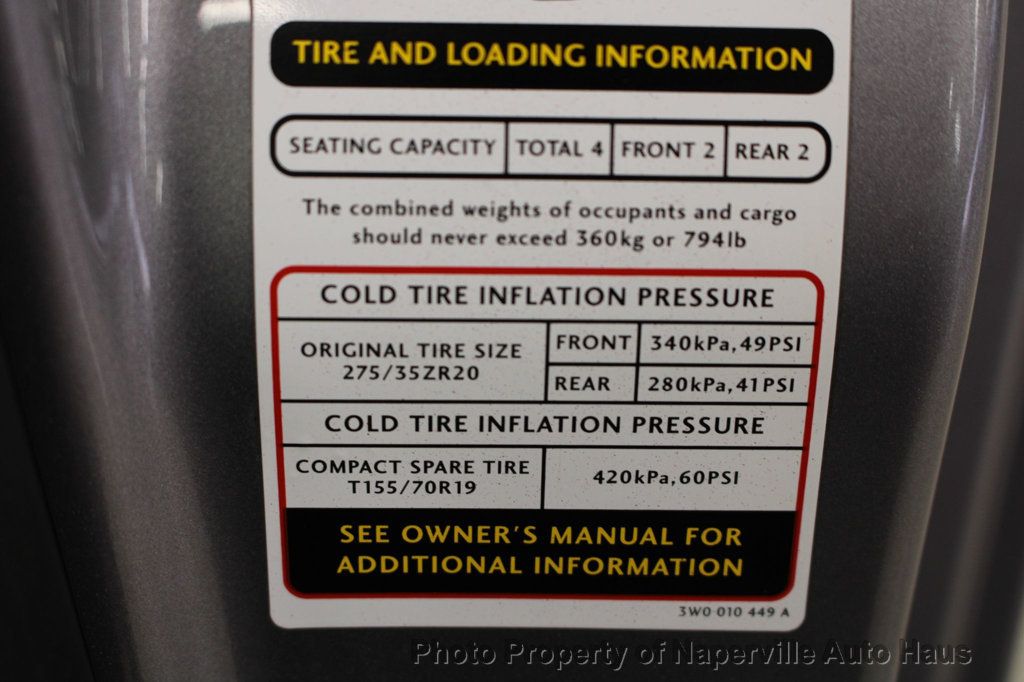 TIRE AND LOADING INFORMATION
SEATING CAPACITY TOTAL 4 FRONT 2 REAR 2
The combined weights of occupants and cargo
should never exceed 360kg or 794lb
COLD TIRE INFLATION PRESSURE
ORIGINAL TIRE SIZE
275/35ZR20
FRONT 340kPa,49PSI
REAR 280kPa,41PSI
COLD TIRE INFLATION PRESSURE
COMPACT SPARE TIRE
T155/70R19
420kPa,60PSI
SEE OWNER'S MANUAL FOR
ADDITIONAL INFORMATION
3W0 010 449 A
Photo Property of Naperville Auto Haus